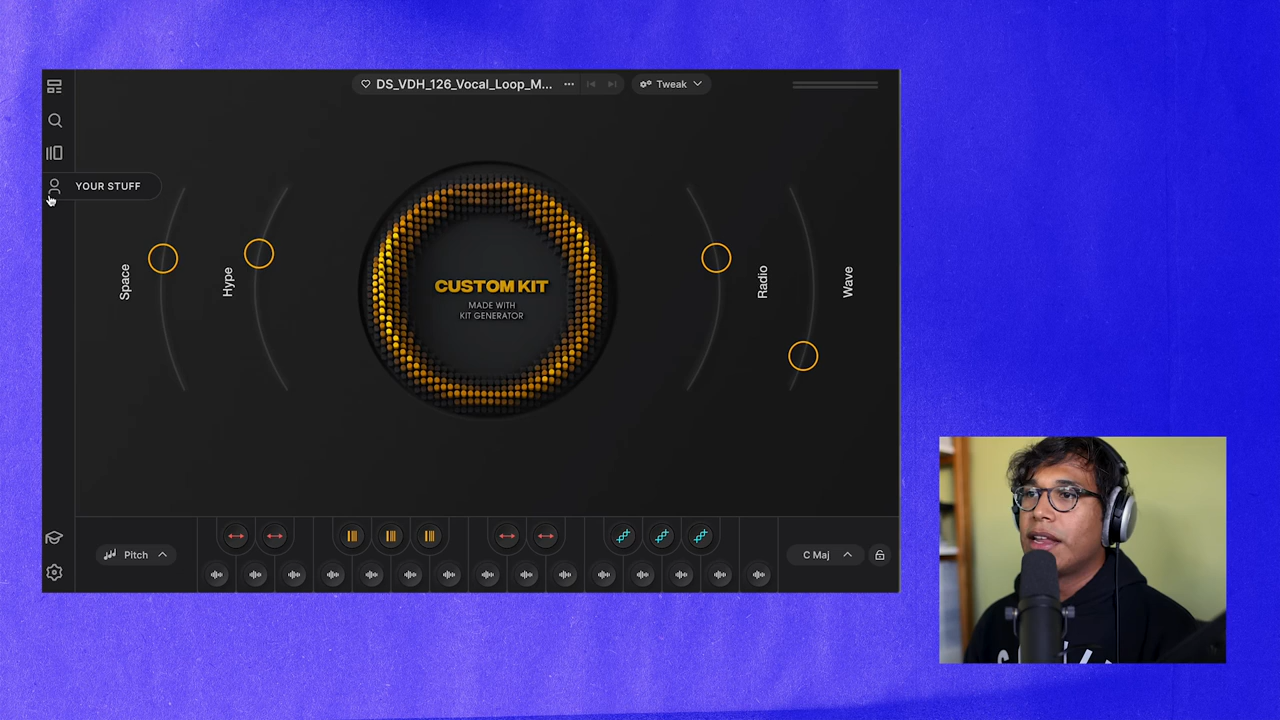 DS_VDH_126_Vocal_Loop_M...
Tweak
YOUR STUFF
Space
Hype
CUSTOM KIT
MADE WITH
KIT GENERATOR
Radio
Wave
Pitch
C Maj